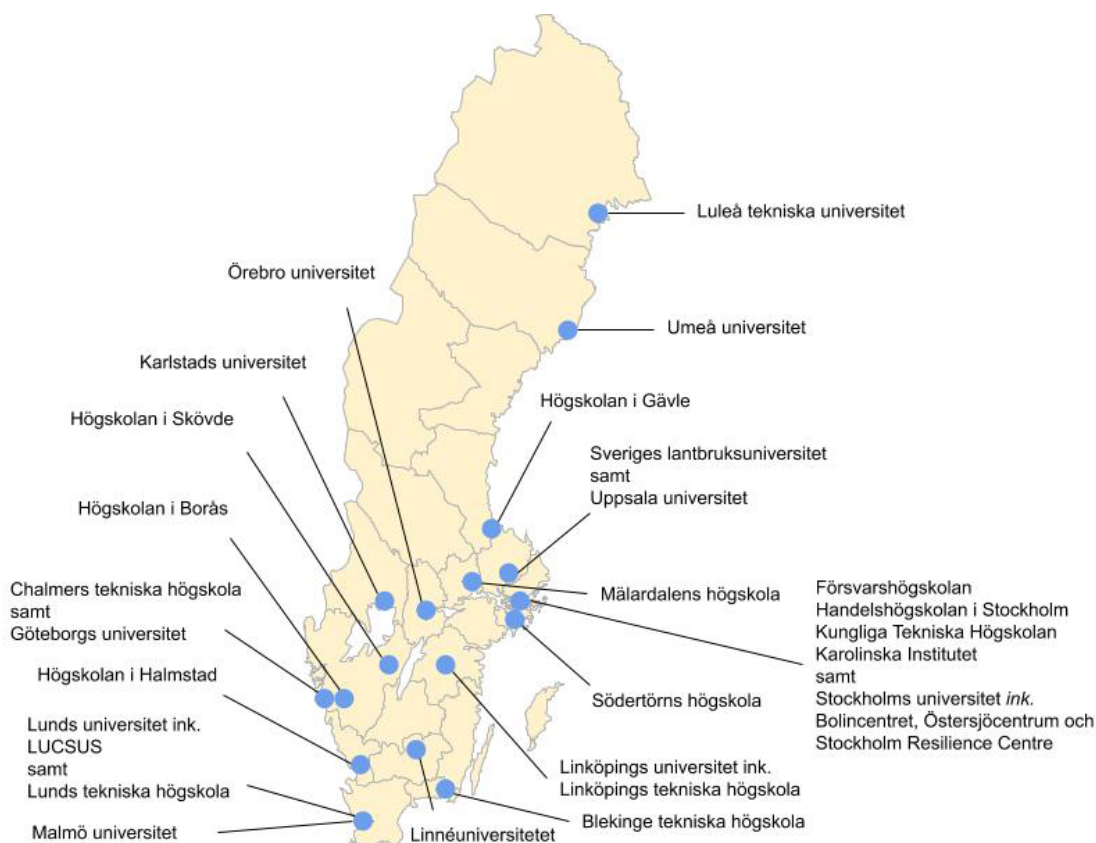 Luleå tekniska universitet
Örebro universitet
Umeå universitet
Karlstads universitet
Högskolan i Gävle
Högskolan i Skövde
Sveriges lantbruksuniversitet
samt
Uppsala universitet
Högskolan i Borås
Chalmers tekniska högskola
samt
Göteborgs universitet
Mälardalens högskola
Försvarshögskolan
Handelshögskolan i Stockholm
Kungliga Tekniska Högskolan
Karolinska Institutet
samt
Stockholms universitet ink.
Bolincentret, Östersjöcentrum och
Stockholm Resilience Centre
Högskolan i Halmstad
Södertörns högskola
Lunds universitet ink.
LUCSUS
samt
Lunds tekniska högskola
Linköpings universitet ink.
Linköpings tekniska högskola
Malmö universitet
Linnéuniversitetet
Blekinge tekniska högskola